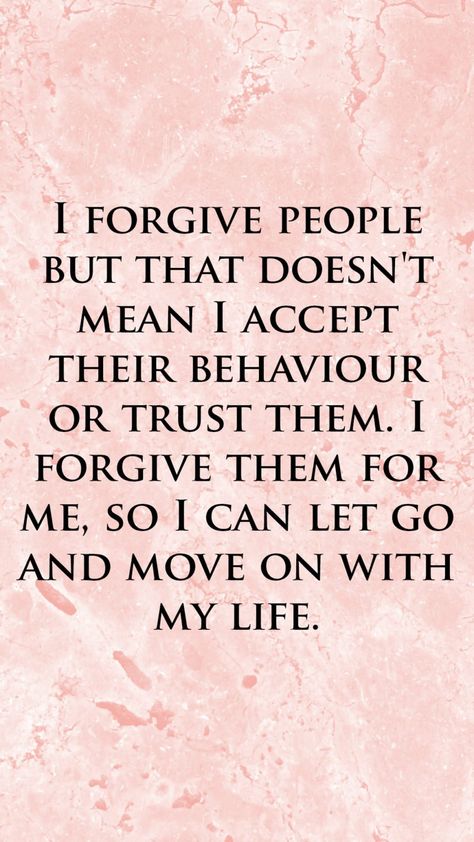 I FORGIVE PEOPLE
BUT THAT DOESN'T
MEAN I ACCEPT
THEIR BEHAVIOUR
OR TRUST THEM. I
FORGIVE THEM FOR
ME, SO I CAN LET GO
AND MOVE ON WITH
MY LIFE.